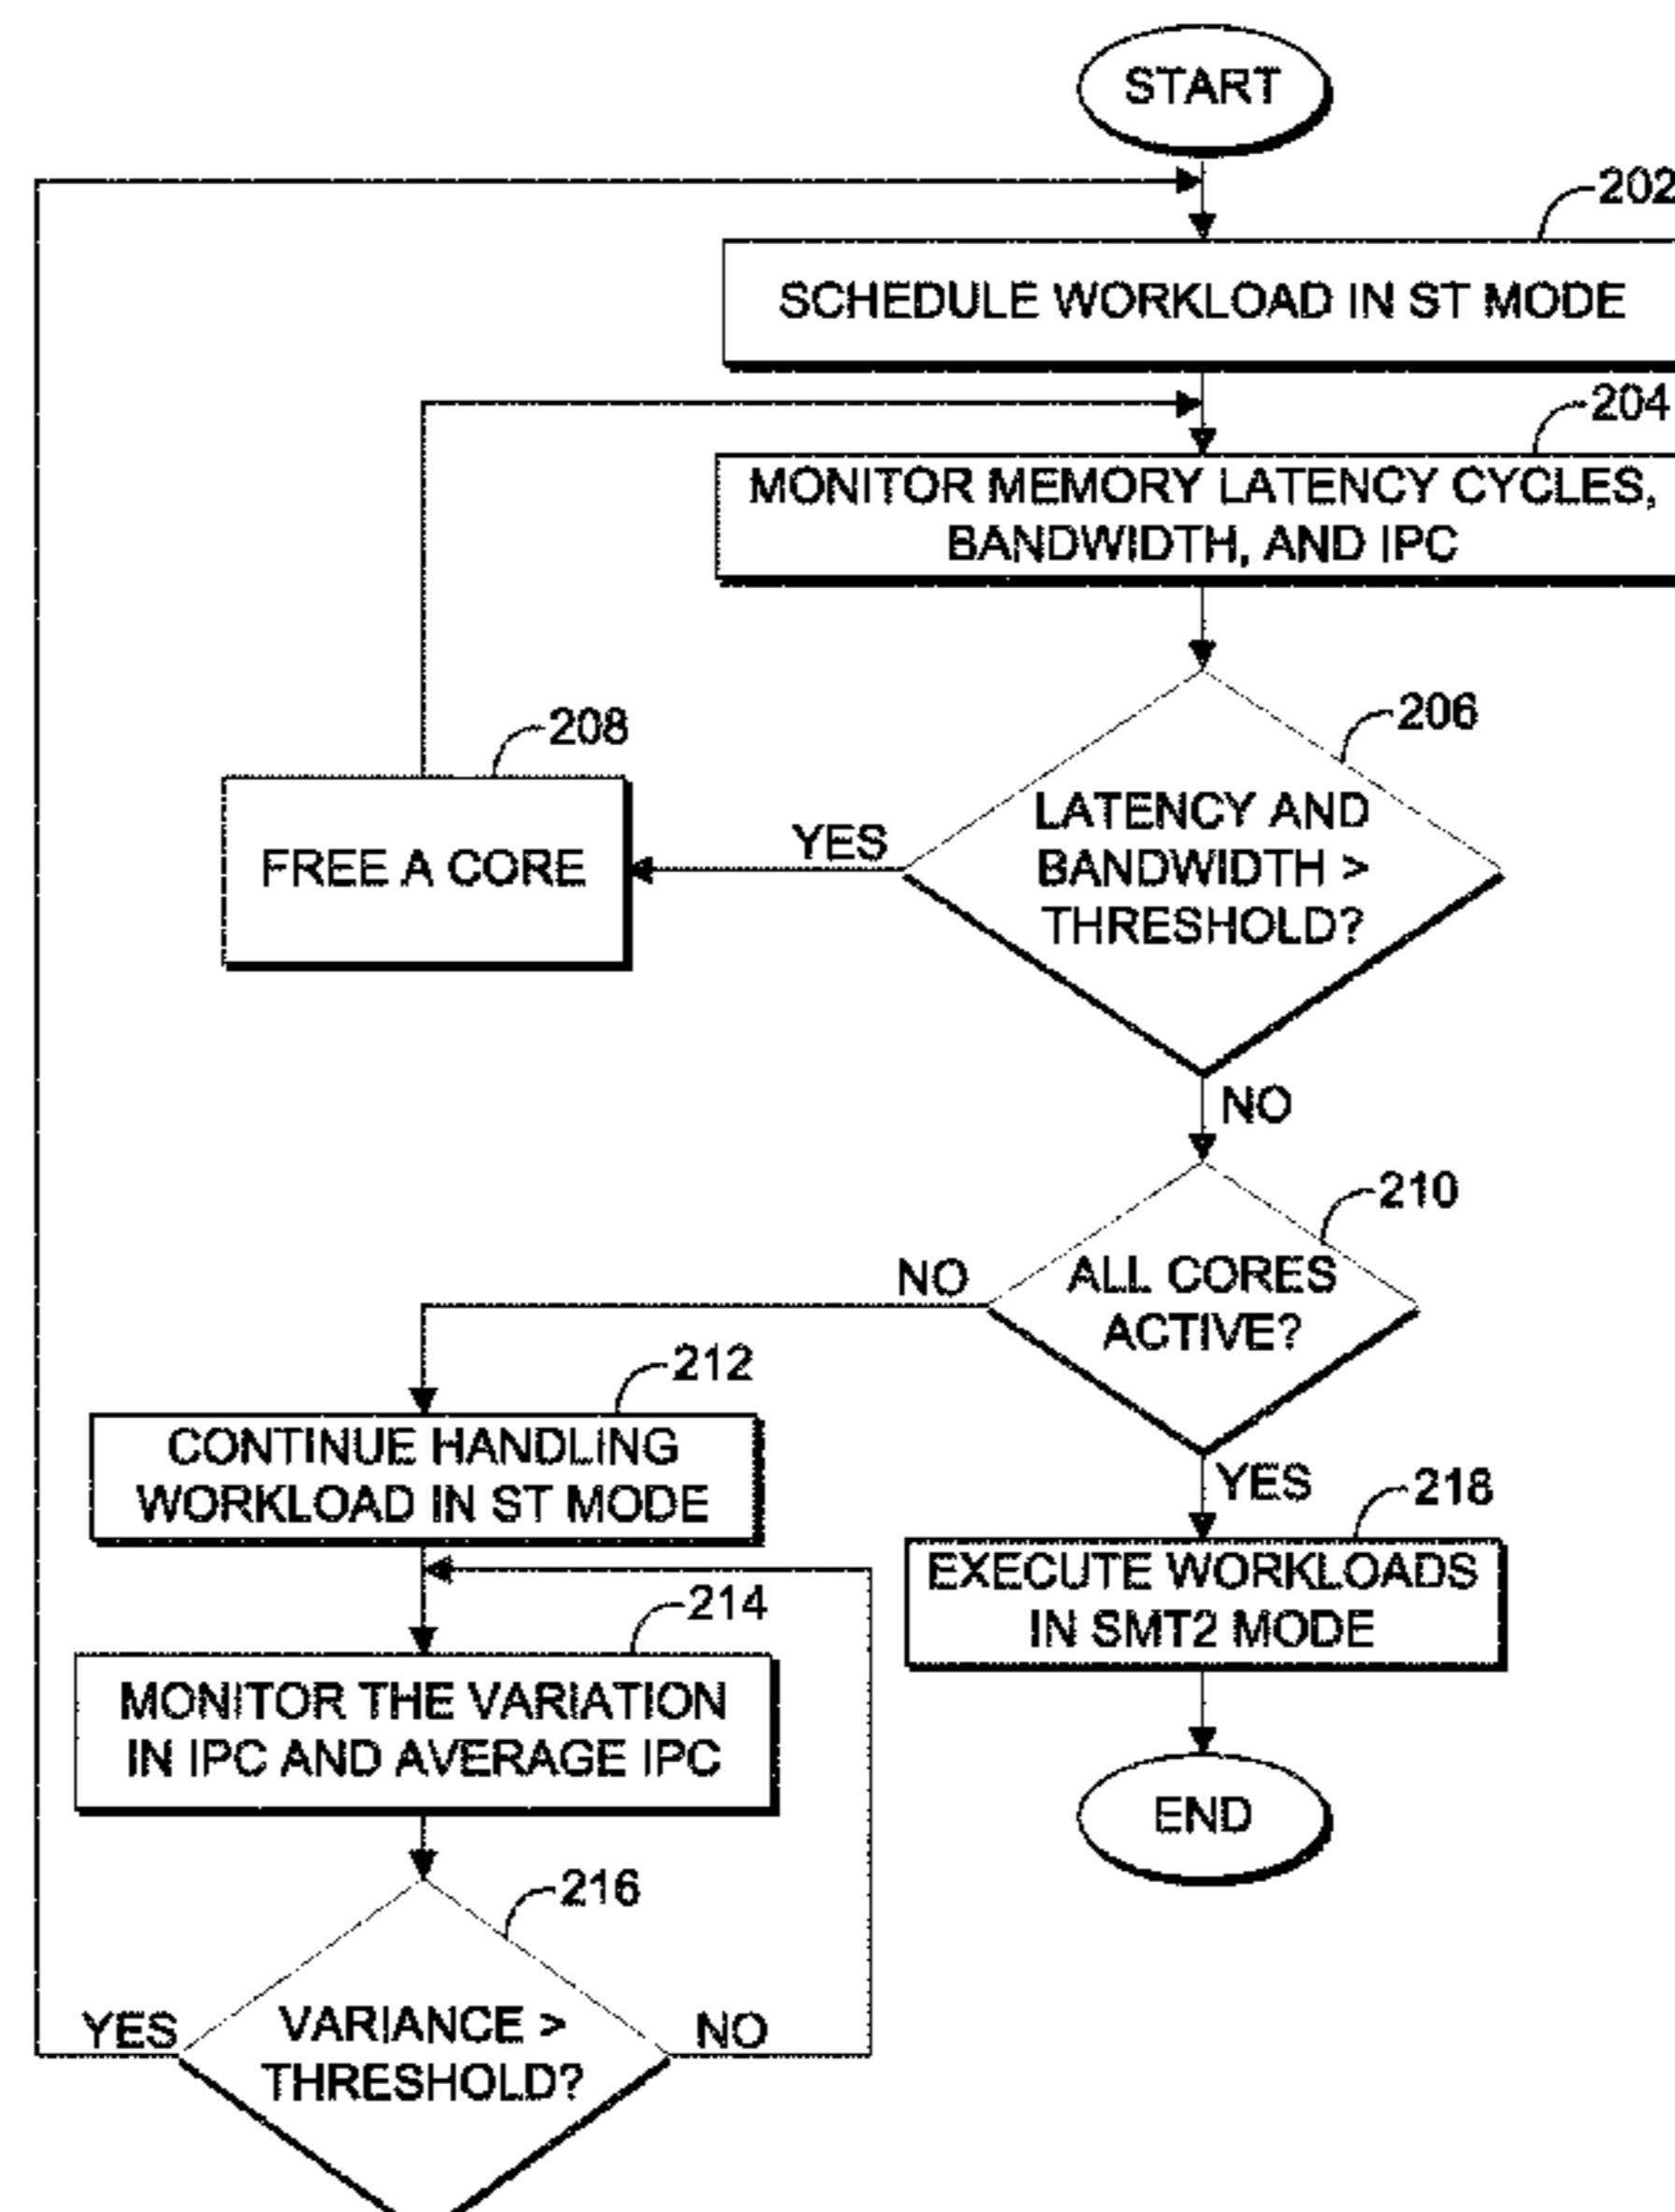 START
202
SCHEDULE WORKLOAD IN ST MODE
204
MONITOR MEMORY LATENCY CYCLES,
BANDWIDTH, AND IPC
206
LATENCY AND
BANDWIDTH >
THRESHOLD?
YES
208
FREE A CORE
NO
210
ALL CORES
ACTIVE?
NO
212
CONTINUE HANDLING
WORKLOAD IN ST MODE
YES
218
EXECUTE WORKLOADS
IN SMT2 MODE
214
MONITOR THE VARIATION
IN IPC AND AVERAGE IPC
END
216
VARIANCE >
THRESHOLD?
YES
NO